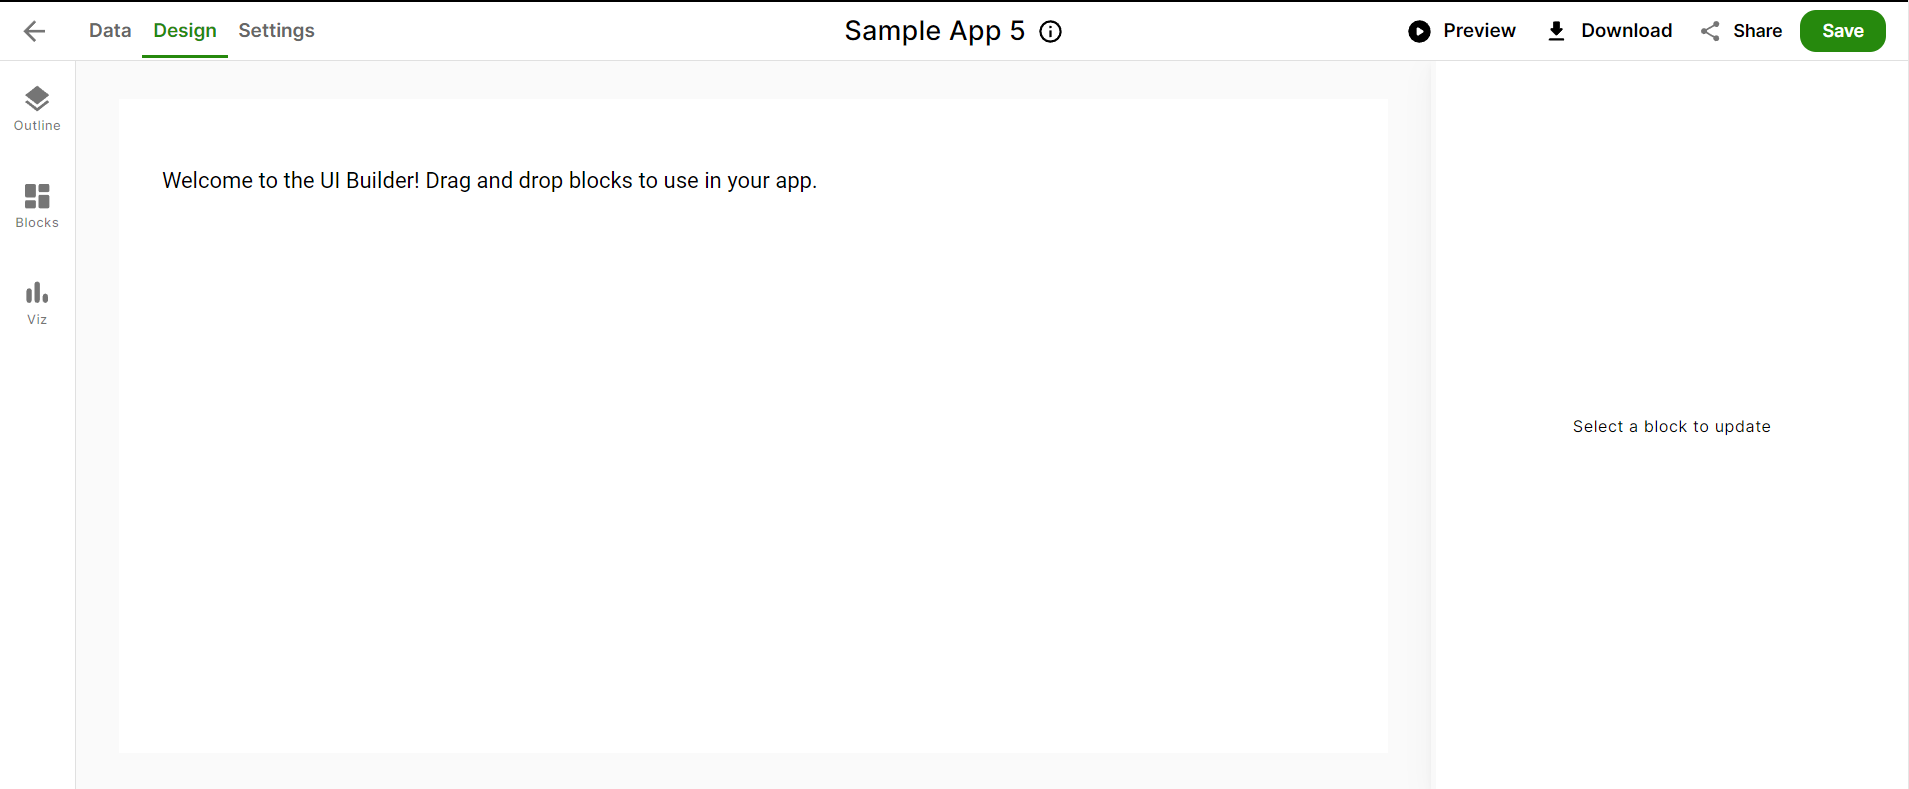 Data Design Settings Sample App 5 Preview Download Share Save
Outline
Blocks
Viz
Welcome to the UI Builder! Drag and drop blocks to use in your app.
Select a block to update